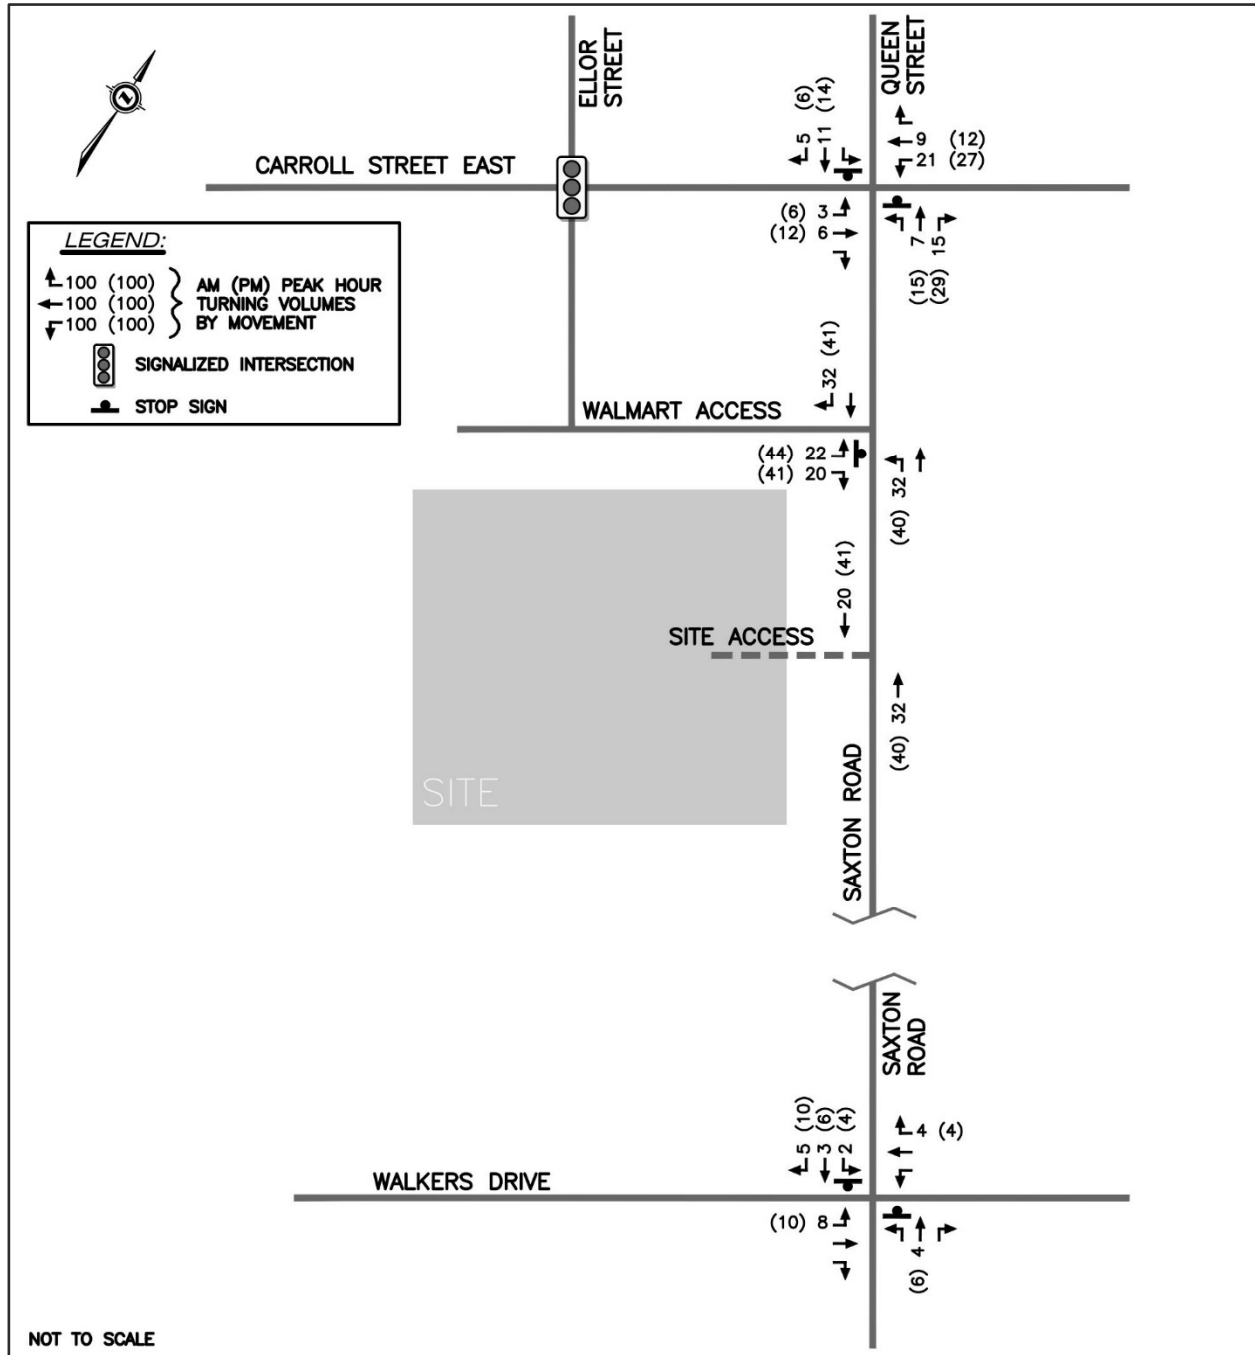 ELLOR
STREET
QUEEN
STREET
CARROLL STREET EAST
5 (6)
11 (14)
9 (12)
21 (27)
(6) 3
(12) 6
7 (15)
15 (29)
LEGEND:
100 (100)
100 (100)
100 (100)
AM (PM) PEAK HOUR
TURNING VOLUMES
BY MOVEMENT
SIGNALIZED INTERSECTION
STOP SIGN
32 (41)
WALMART ACCESS
(44) 22
(41) 20
(40) 32
20 (41)
SITE ACCESS
(40) 32
SITE
SAXTON ROAD
SAXTON
ROAD
5 (10)
3 (6)
2 (4)
4 (4)
WALKERS DRIVE
(10) 8
(6) 4
NOT TO SCALE